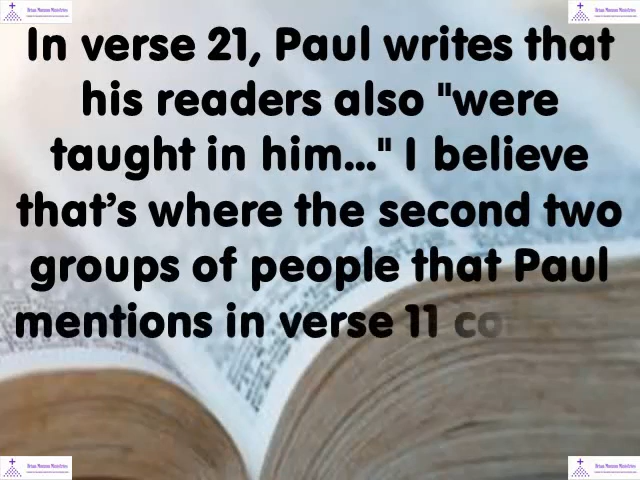 In verse 21, Paul writes that
his readers also "were
taught in him..." I believe
that's where the second two
groups of people that Paul
mentions in verse 11 co